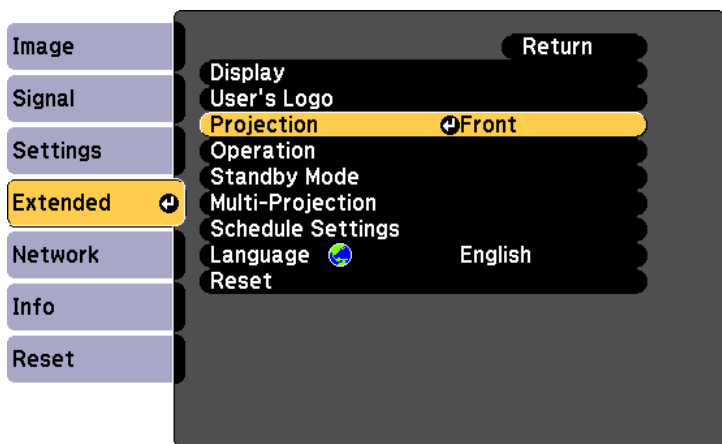 Image
Signal
Settings
Extended
Network
Info
Reset
Return
Display
User's Logo
Projection Front
Operation
Standby Mode
Multi-Projection
Schedule Settings
Language English
Reset